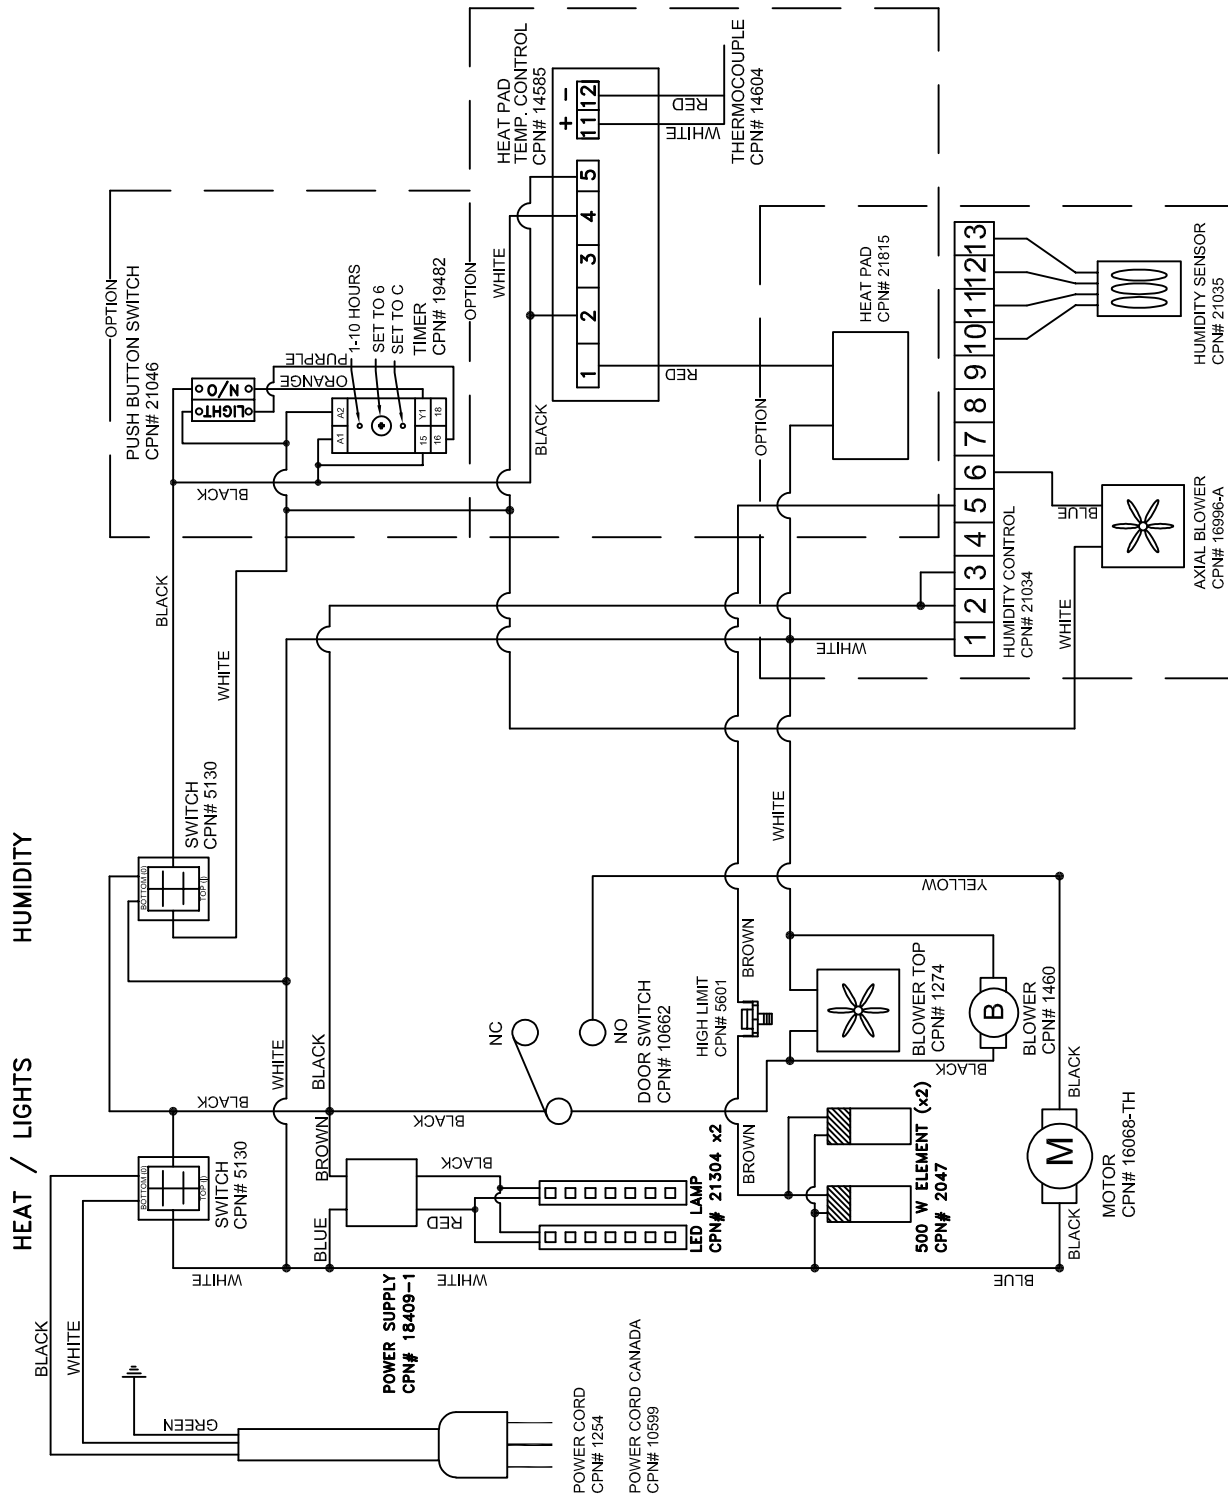 HEAT / LIGHTS
HUMIDITY
BLACK
WHITE
GREEN
POWER CORD
CPN# 1254
POWER CORD CANADA
CPN# 10599
BOTTOM (0)
TOP (I)
SWITCH
CPN# 5130
BOTTOM (0)
TOP (I)
SWITCH
CPN# 5130
WHITE
BLACK
WHITE
BLACK
BLUE
BROWN
POWER SUPPLY
CPN# 18409-1
WHITE
RED
BLACK
BLACK
LED LAMP
CPN# 21304 x2
NC
NO
DOOR SWITCH
CPN# 10662
HIGH LIMIT
CPN# 5601
BROWN
BROWN
500 W ELEMENT (x2)
CPN# 2047
BLOWER TOP
CPN# 1274
BLACK
B
BLOWER
CPN# 1460
YELLOW
BLUE
BLACK
M
BLACK
MOTOR
CPN# 16068-TH
WHITE
BLACK
WHITE
OPTION
PUSH BUTTON SWITCH
CPN# 21046
LIGHT
N/O
BLACK
ORANGE
PURPLE
A1
A2
15
Y1
16
18
1-10 HOURS
SET TO 6
SET TO C
TIMER
CPN# 19482
OPTION
WHITE
BLACK
HEAT PAD
TEMP. CONTROL
CPN# 14585
1 2 3 4 5
+ -
11 12
WHITE
RED
THERMOCOUPLE
CPN# 14604
RED
HEAT PAD
CPN# 21815
OPTION
WHITE
1 2 3 4 5 6 7 8 9 10 11 12 13
HUMIDITY CONTROL
CPN# 21034
WHITE
BLUE
AXIAL BLOWER
CPN# 16996-A
HUMIDITY SENSOR
CPN# 21035